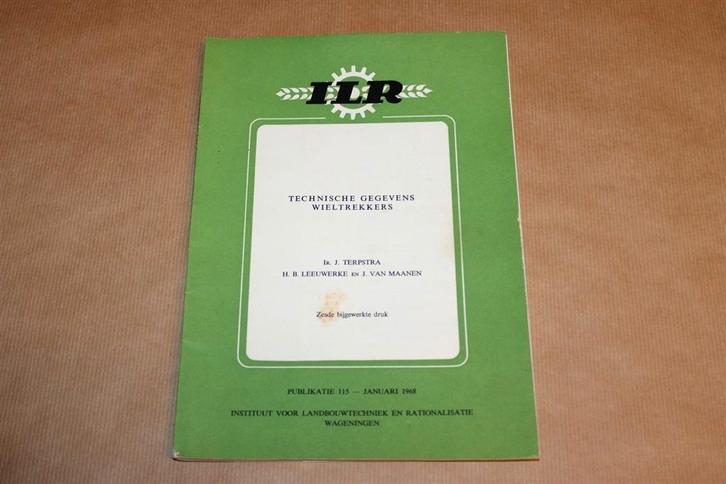 ILR
TECHNISCHE GEGEVENS
WIELTREKKERS
IR. J. TERPSTRA
H. B. LEEUWERKE EN J. VAN MAANEN
Zesde bijgewerkte druk
PUBLIKATIE 115 — JANUARI 1968
INSTITUUT VOOR LANDBOUWTECHNIEK EN RATIONALISATIE
WAGENINGEN